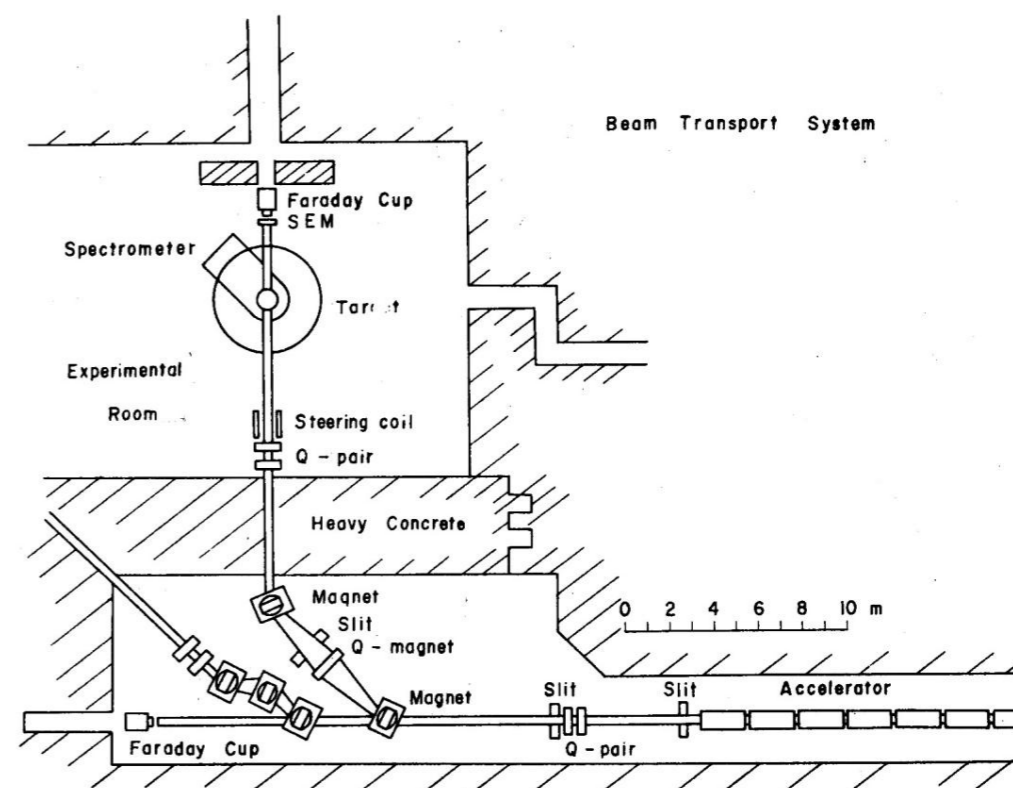 Beam Transport System
Faraday Cup
SEM
Spectrometer
Target
Experimental
Room
Steering coil
Q - pair
Heavy Concrete
Magnet
Slit
Q - magnet
0 2 4 6 8 10 m
Magnet
Slit
Slit
Accelerator
Q - pair
Faraday Cup